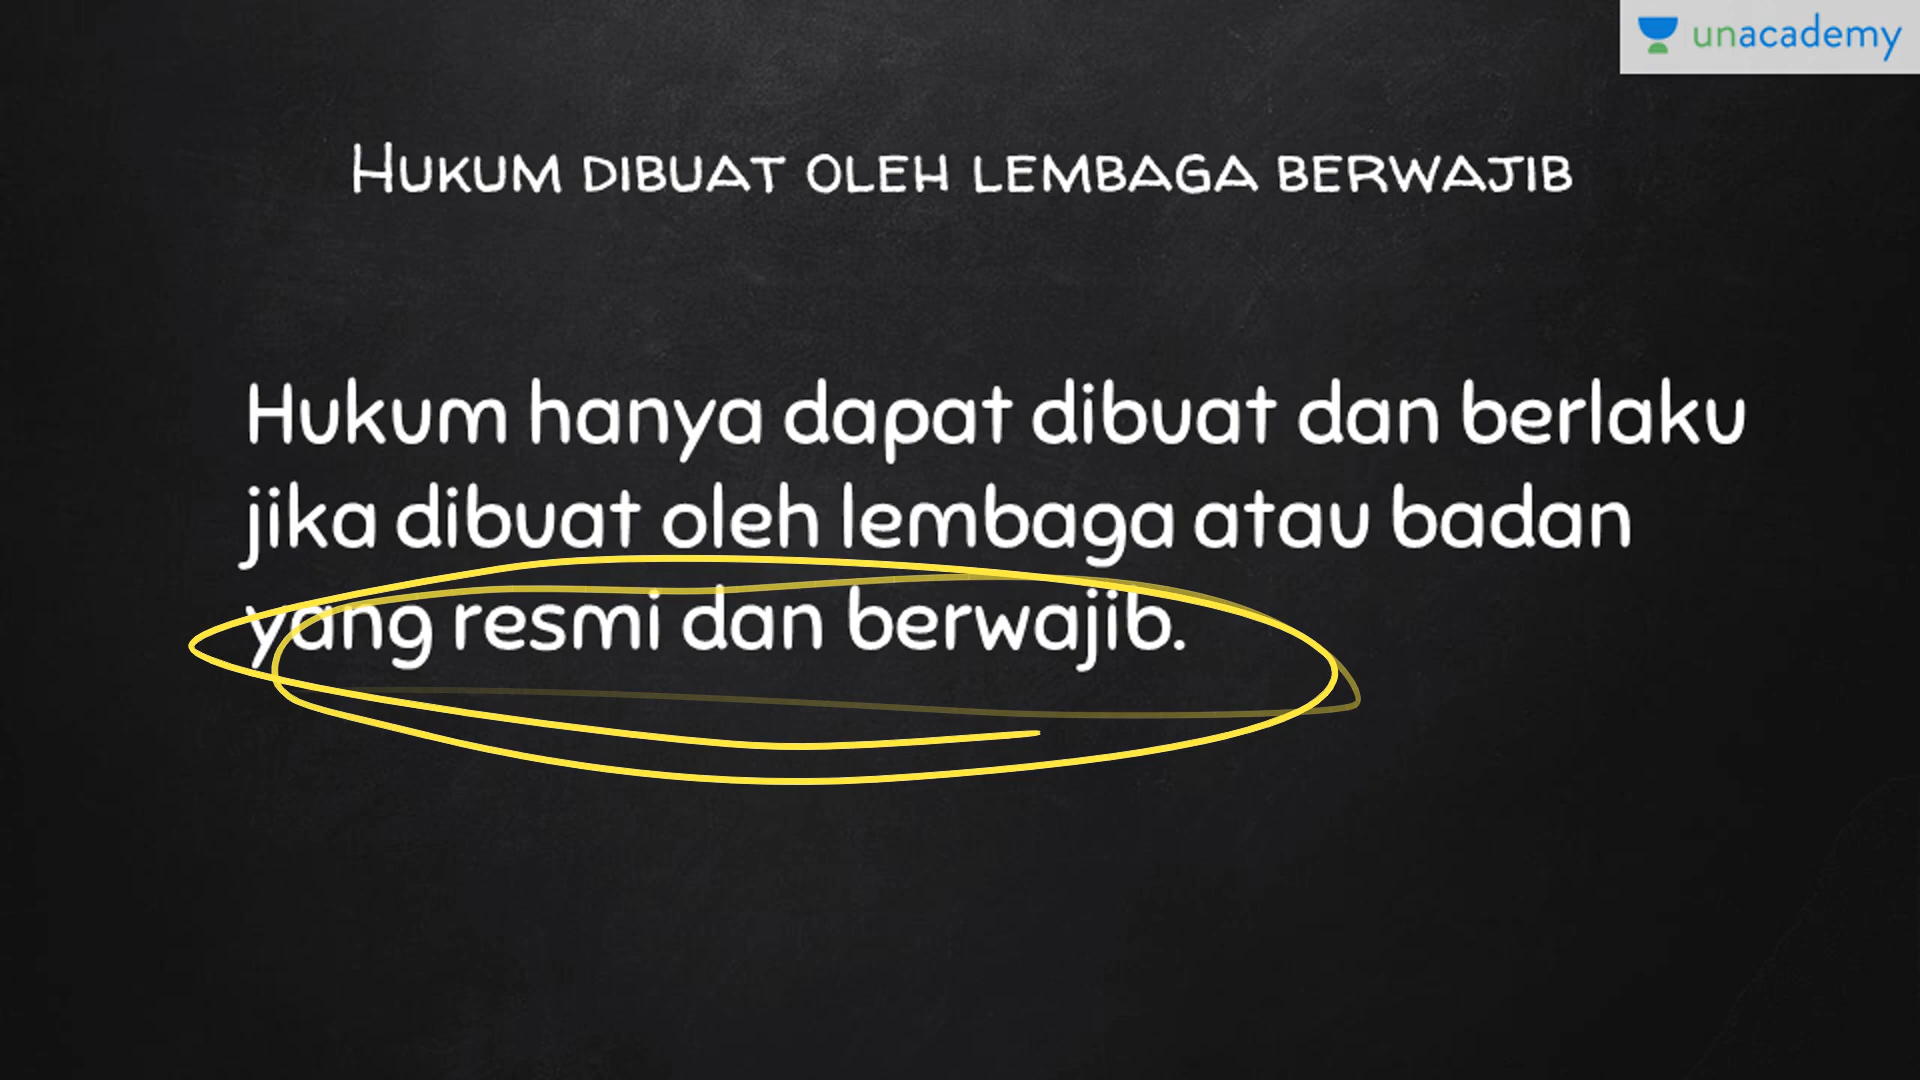 unacademy
Hukum dibuat oleh lembaga berwajib
Hukum hanya dapat dibuat dan berlaku
jika dibuat oleh lembaga atau badan
yang resmi dan berwajib.